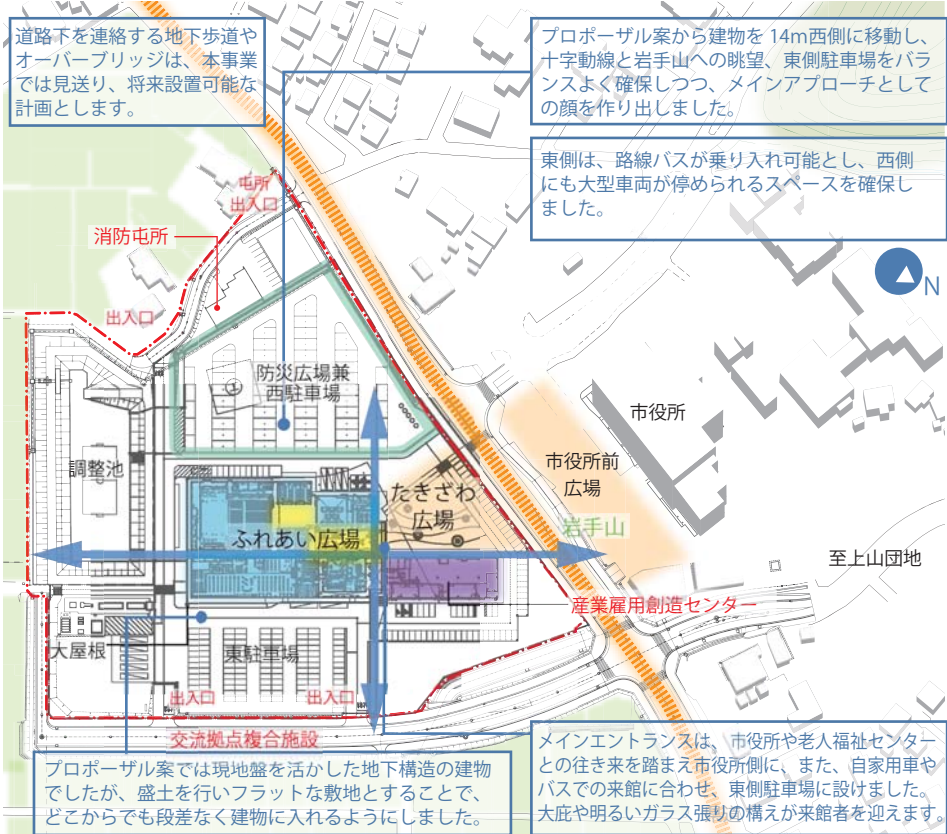 道路下を連絡する地下歩道や
オーバーブリッジは、本事業
では見送り、将来設置可能な
計画とします。
プロポーザル案から建物を 14m西側に移動し、
十字動線と岩手山への眺望、東側駐車場をバラ
ンスよく確保しつつ、メインアプローチとして
の顔を作り出しました。
東側は、路線バスが乗り入れ可能とし、西側
にも大型車両が停められるスペースを確保し
ました。
N
屯所
出入口
消防屯所
出入口
防災広場兼
西駐車場
市役所
市役所前
広場
調整池
たきざわ
広場
ふれあい広場
岩手山
至上山団地
産業雇用創造センター
大屋根
東駐車場
出入口
出入口
交流拠点複合施設
プロポーザル案では現地盤を活かした地下構造の建物
でしたが、盛土を行いフラットな敷地とすることで、
どこからでも段差なく建物に入れるようにしました。
メインエントランスは、市役所や老人福祉センター
との往き来を踏まえ市役所側に、また、自家用車や
バスでの来館に合わせ、東側駐車場に設けました。
大庇や明るいガラス張りの構えが来館者を迎えます。